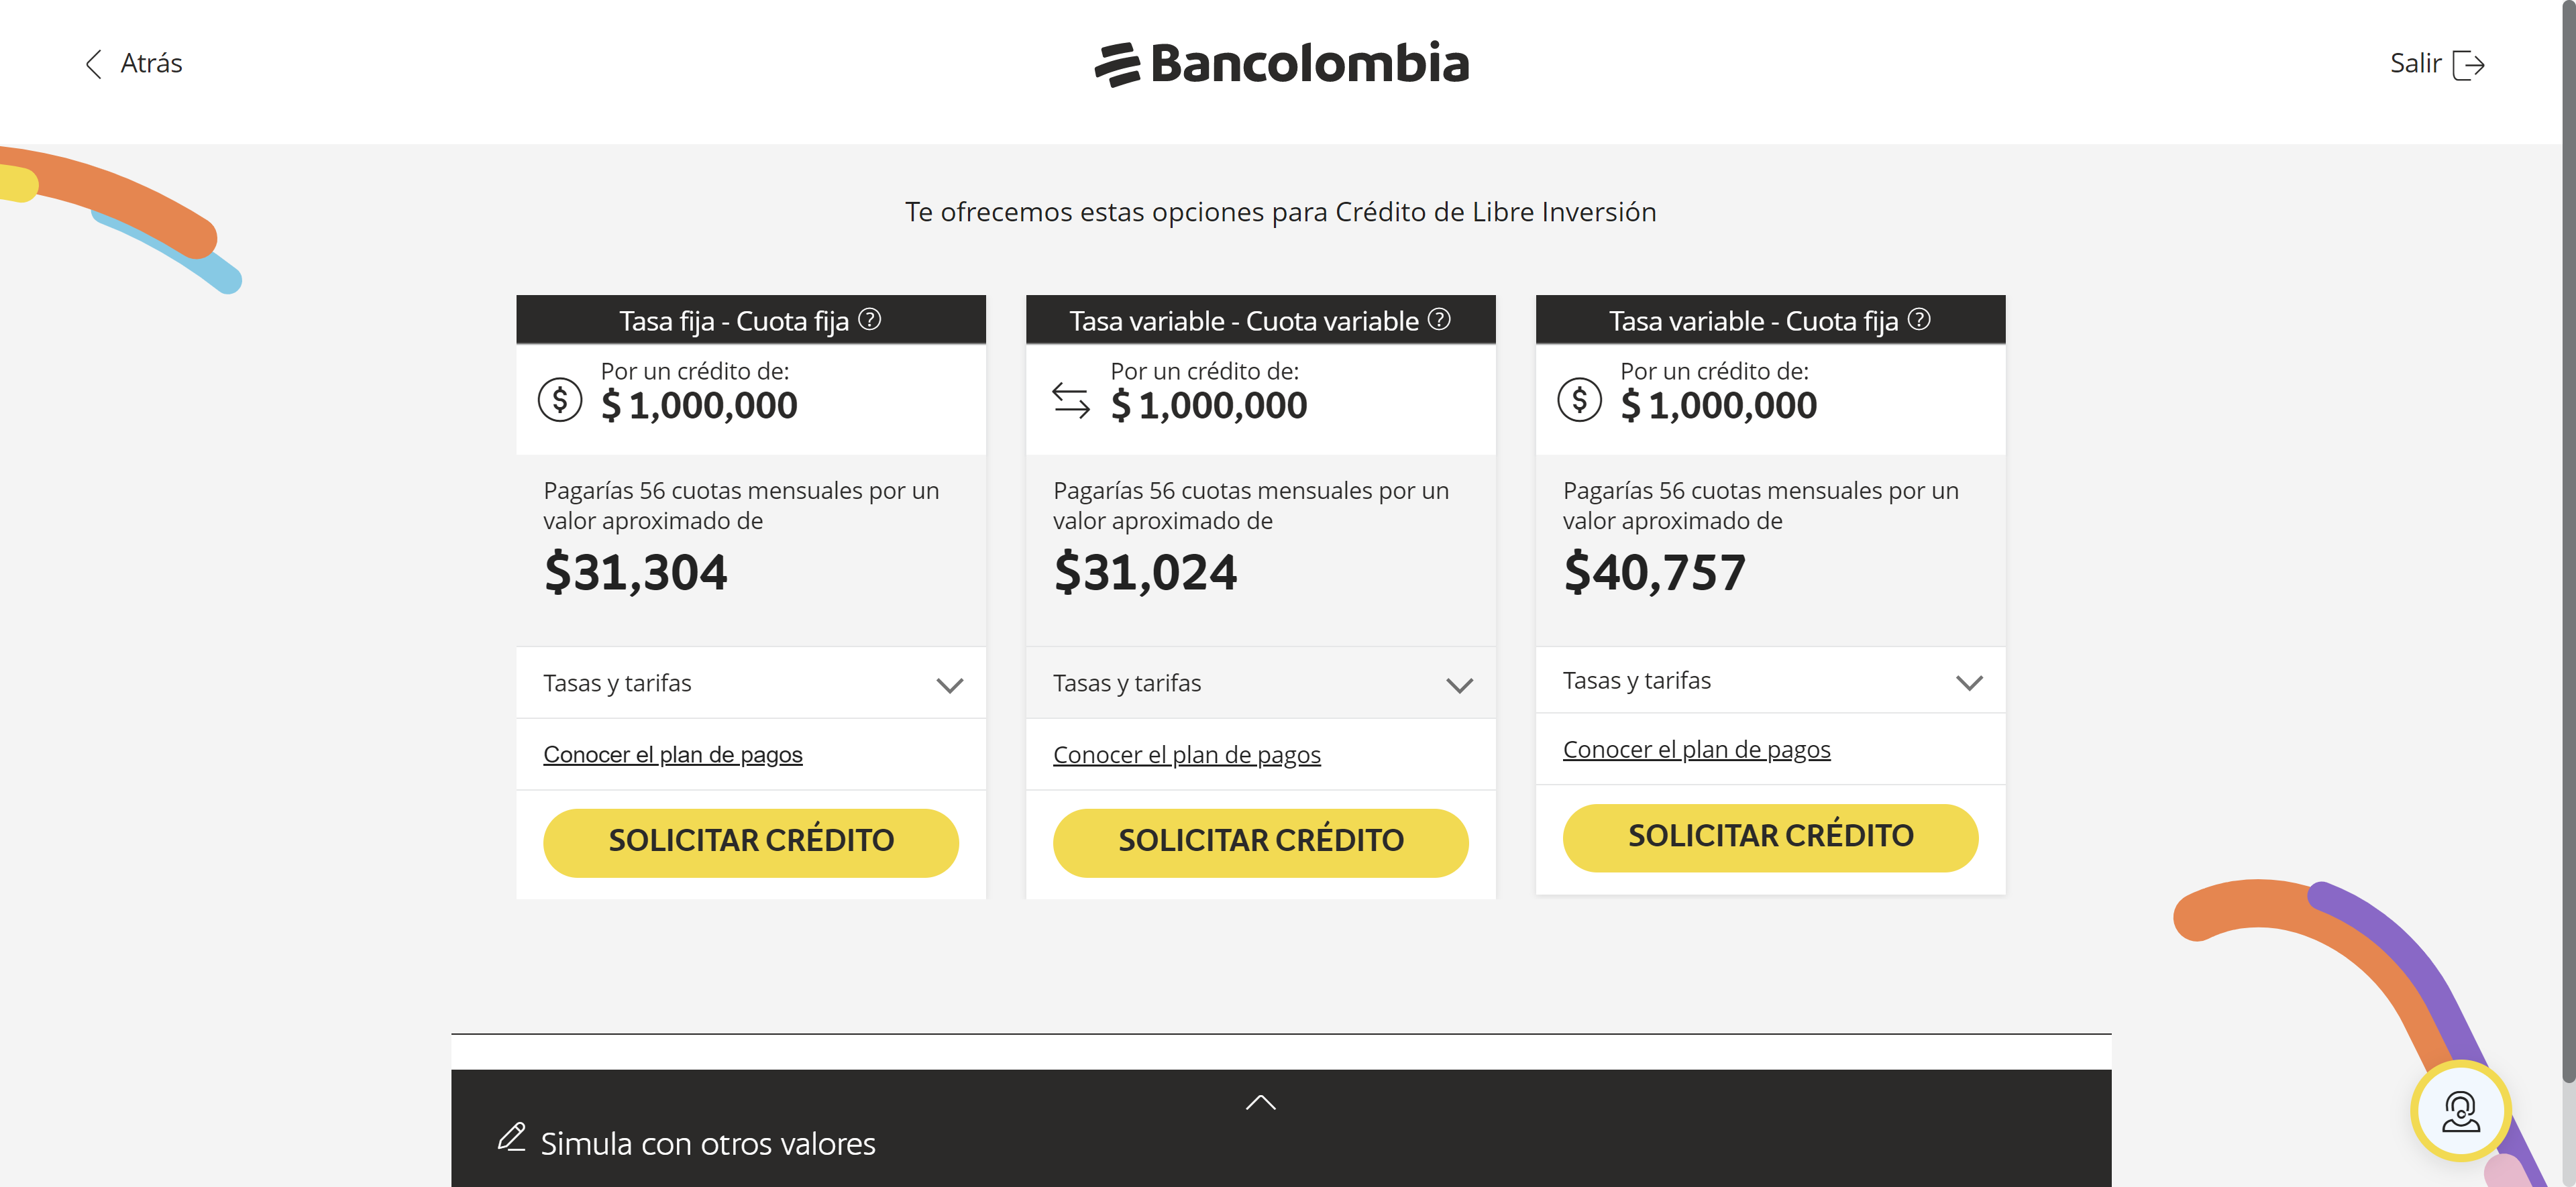 Atrás
Bancolombia
Salir
Te ofrecemos estas opciones para Crédito de Libre Inversión
Tasa fija - Cuota fija ?
Por un crédito de:
$ 1,000,000
Pagarías 56 cuotas mensuales por un
valor aproximado de
$31,304
Tasas y tarifas
Conocer el plan de pagos
SOLICITAR CRÉDITO
Tasa variable - Cuota variable ?
Por un crédito de:
$ 1,000,000
Pagarías 56 cuotas mensuales por un
valor aproximado de
$31,024
Tasas y tarifas
Conocer el plan de pagos
SOLICITAR CRÉDITO
Tasa variable - Cuota fija ?
Por un crédito de:
$ 1,000,000
Pagarías 56 cuotas mensuales por un
valor aproximado de
$40,757
Tasas y tarifas
Conocer el plan de pagos
SOLICITAR CRÉDITO
Simula con otros valores